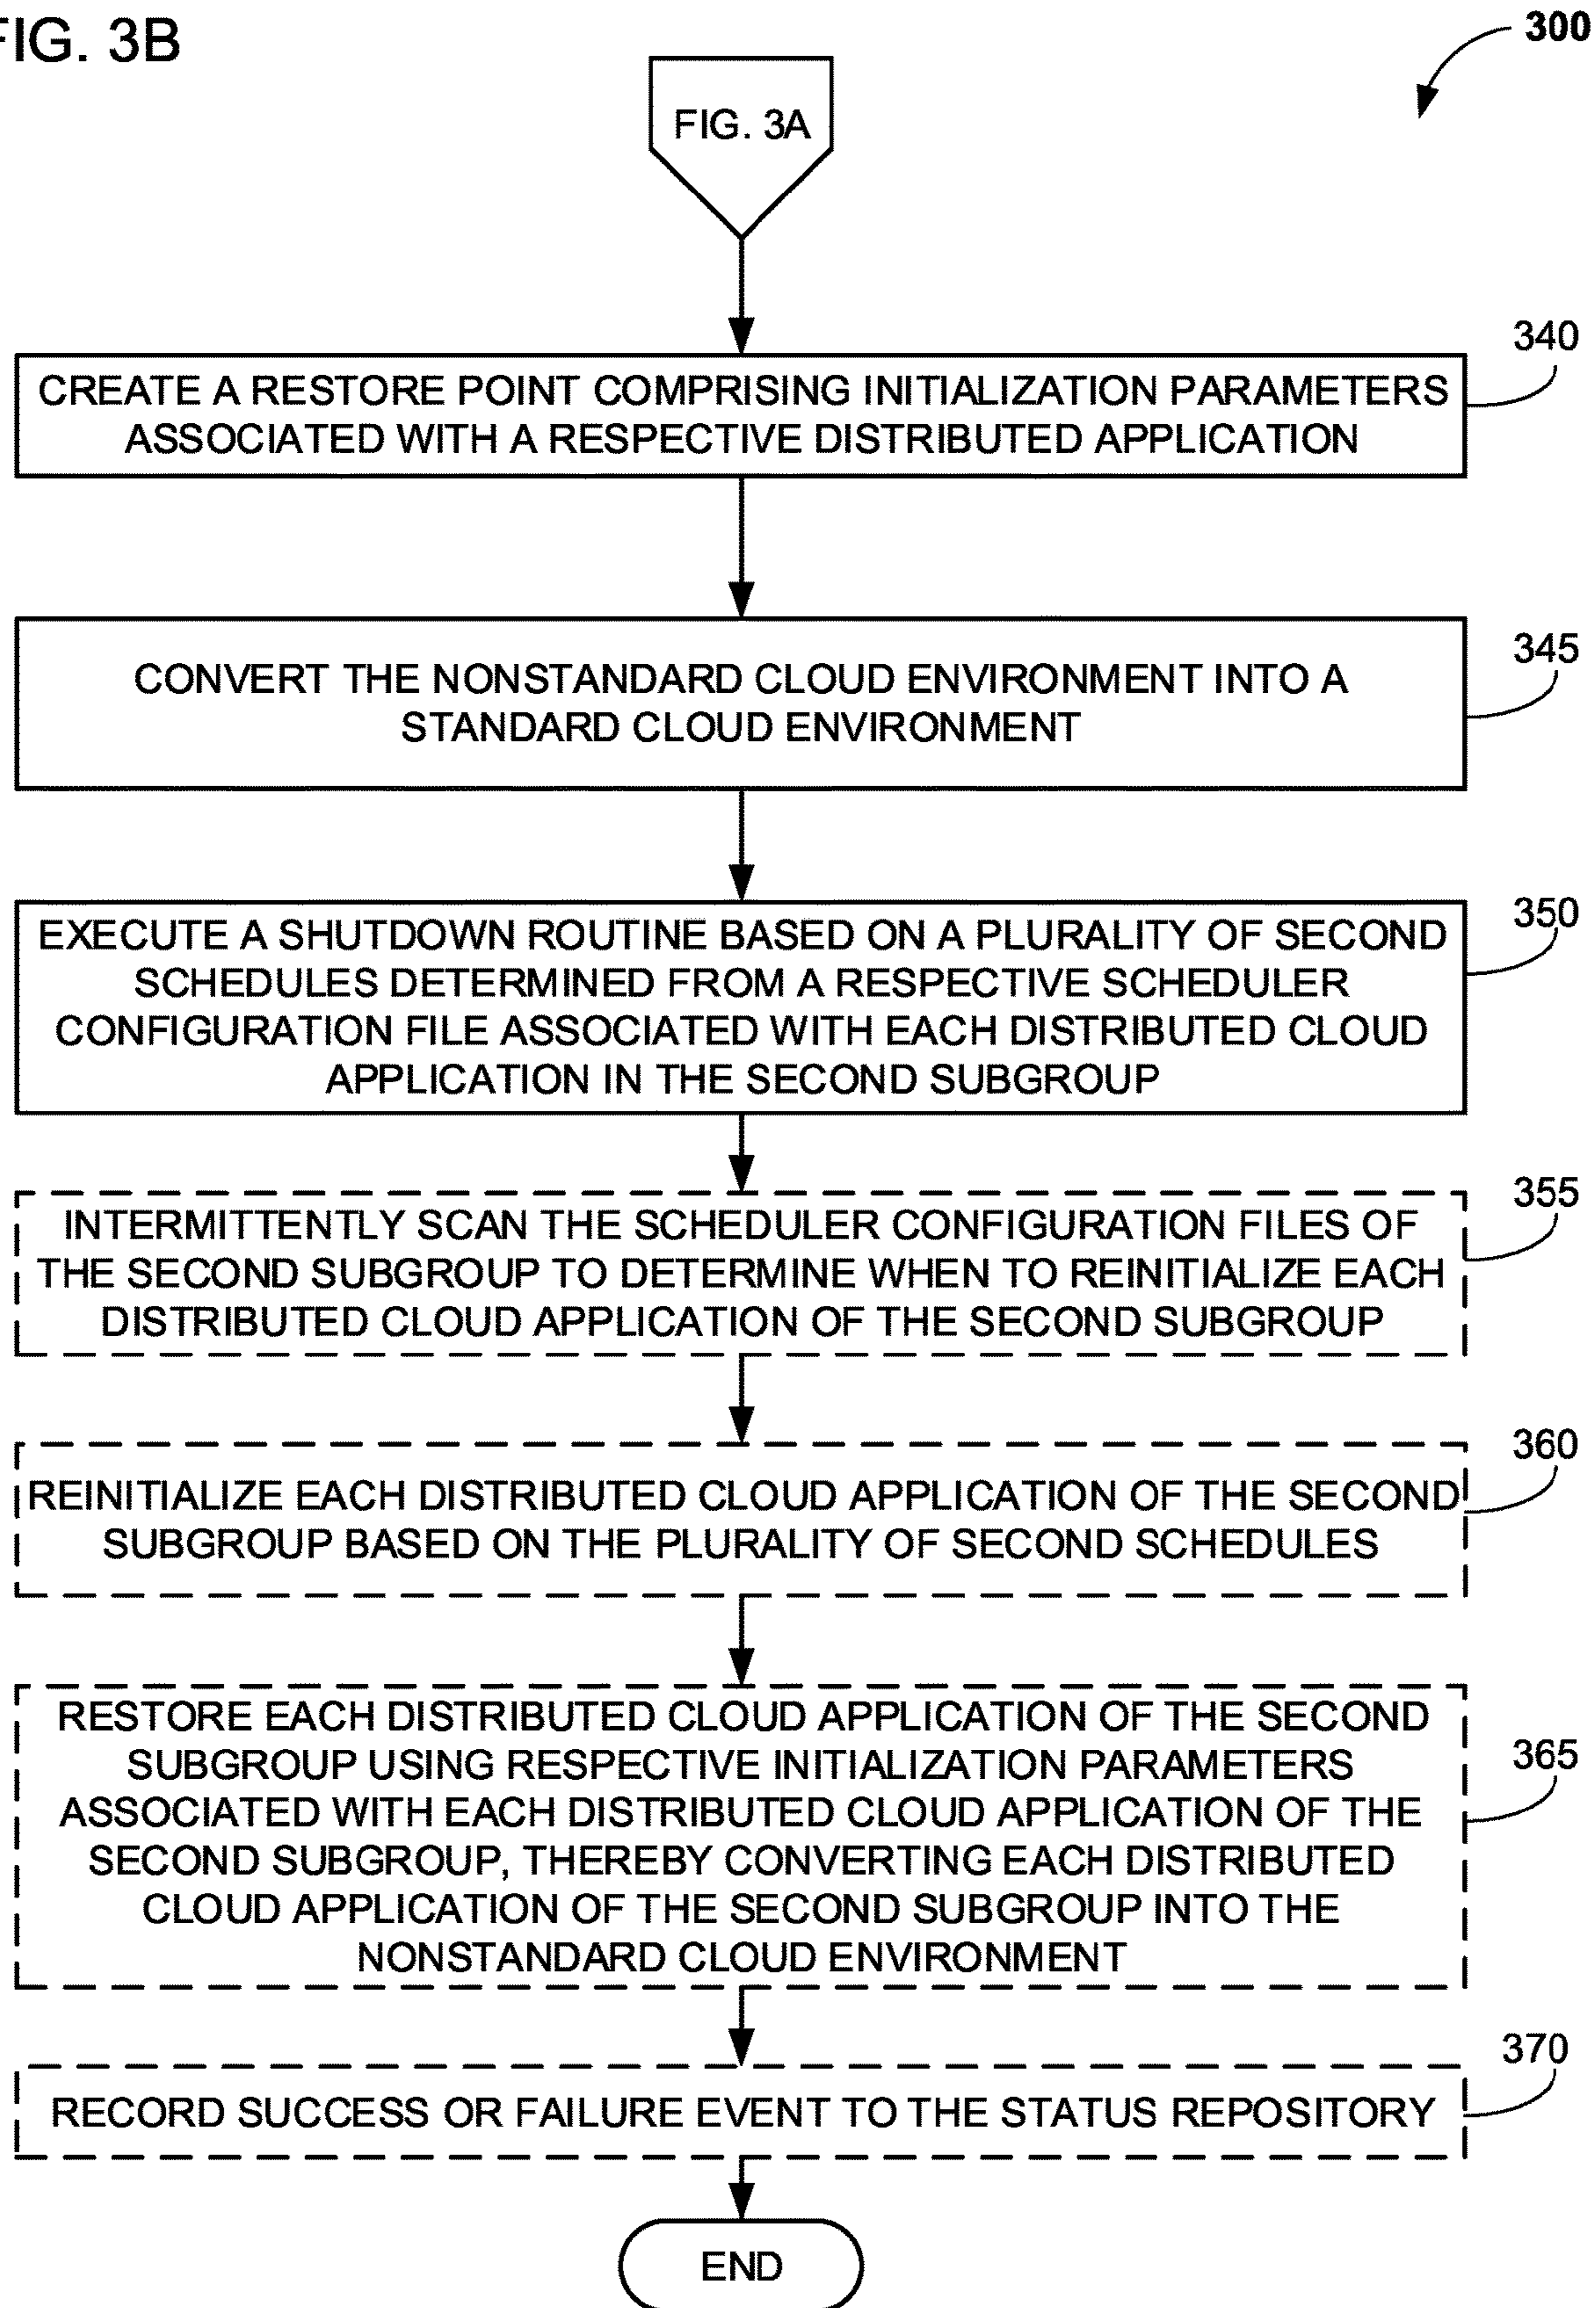 FIG. 3B
300
FIG. 3A
340
CREATE A RESTORE POINT COMPRISING INITIALIZATION PARAMETERS
ASSOCIATED WITH A RESPECTIVE DISTRIBUTED APPLICATION
345
CONVERT THE NONSTANDARD CLOUD ENVIRONMENT INTO A
STANDARD CLOUD ENVIRONMENT
350
EXECUTE A SHUTDOWN ROUTINE BASED ON A PLURALITY OF SECOND
SCHEDULES DETERMINED FROM A RESPECTIVE SCHEDULER
CONFIGURATION FILE ASSOCIATED WITH EACH DISTRIBUTED CLOUD
APPLICATION IN THE SECOND SUBGROUP
355
INTERMITTENTLY SCAN THE SCHEDULER CONFIGURATION FILES OF
THE SECOND SUBGROUP TO DETERMINE WHEN TO REINITIALIZE EACH
DISTRIBUTED CLOUD APPLICATION OF THE SECOND SUBGROUP
360
REINITIALIZE EACH DISTRIBUTED CLOUD APPLICATION OF THE SECOND
SUBGROUP BASED ON THE PLURALITY OF SECOND SCHEDULES
365
RESTORE EACH DISTRIBUTED CLOUD APPLICATION OF THE SECOND
SUBGROUP USING RESPECTIVE INITIALIZATION PARAMETERS
ASSOCIATED WITH EACH DISTRIBUTED CLOUD APPLICATION OF THE
SECOND SUBGROUP, THEREBY CONVERTING EACH DISTRIBUTED
CLOUD APPLICATION OF THE SECOND SUBGROUP INTO THE
NONSTANDARD CLOUD ENVIRONMENT
370
RECORD SUCCESS OR FAILURE EVENT TO THE STATUS REPOSITORY
END